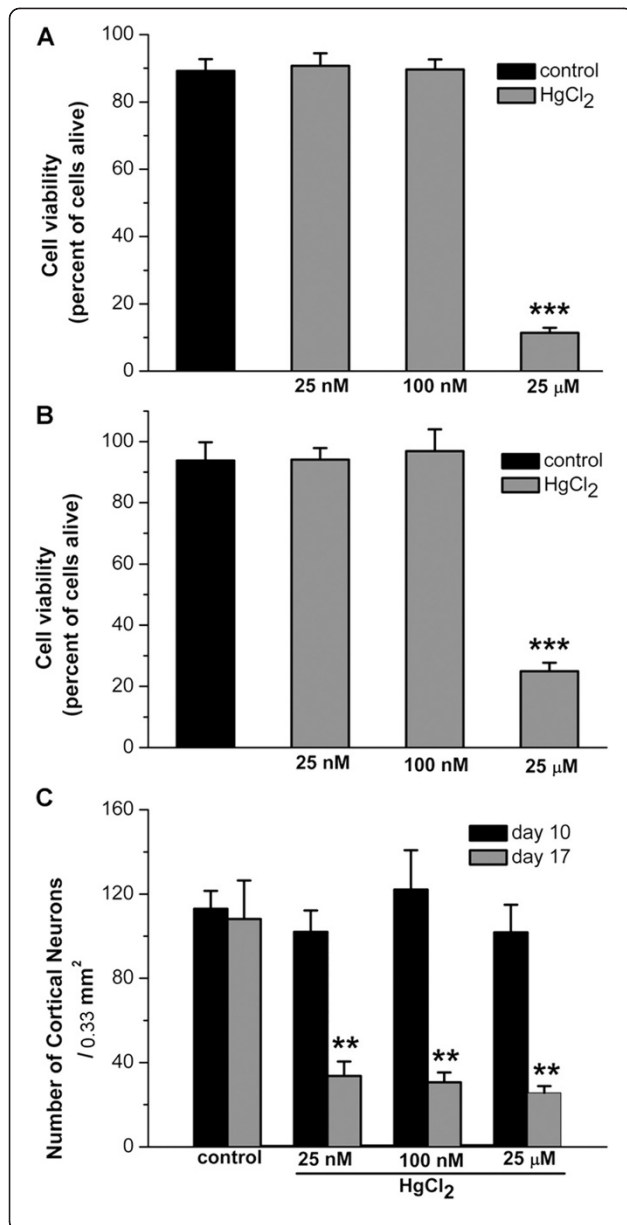 A
100
80
60
40
20
0
Cell viability
(percent of cells alive)
control
HgCl2
***
25 nM 100 nM 25 μM
B
100
80
60
40
20
0
Cell viability
(percent of cells alive)
control
HgCl2
***
25 nM 100 nM 25 μM
C
160
120
80
40
0
Number of Cortical Neurons
/ 0.33 mm2
day 10
day 17
** ** **
control 25 nM 100 nM 25 μM
HgCl2